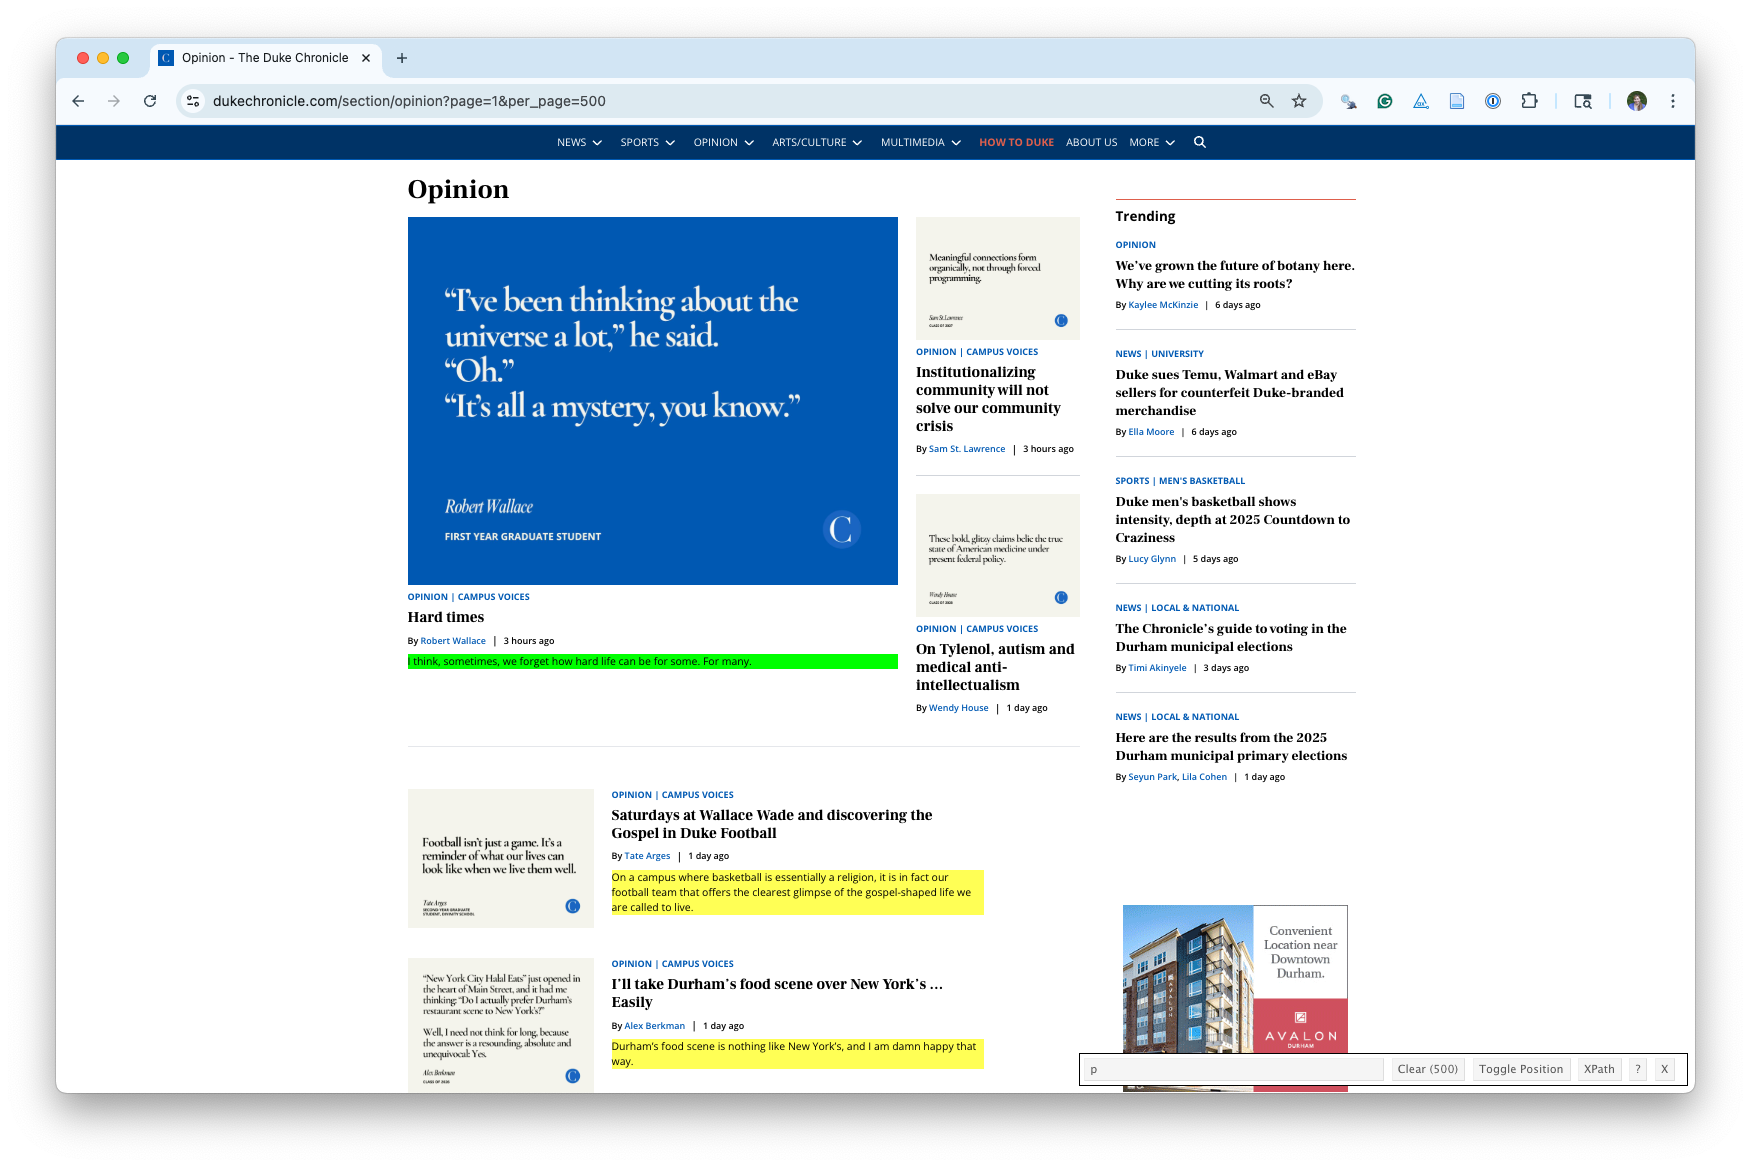 Opinion - The Duke Chronicle
dukechronicle.com/section/opinion?page=1&per_page=500
NEWS SPORTS OPINION ARTS/CULTURE MULTIMEDIA HOW TO DUKE ABOUT US MORE
Opinion
“I’ve been thinking about the
universe a lot,” he said.
“Oh.”
“It’s all a mystery, you know.”
Robert Wallace
FIRST YEAR GRADUATE STUDENT
C
OPINION | CAMPUS VOICES
Hard times
By Robert Wallace | 3 hours ago
I think, sometimes, we forget how hard life can be for some. For many.
Meaningful connections form
organically, not through forced
programming.
Sam St. Lawrence
CLASS OF 2027
C
OPINION | CAMPUS VOICES
Institutionalizing
community will not
solve our community
crisis
By Sam St. Lawrence | 3 hours ago
These bold, glitzy claims belie the true
state of American medicine under
present federal policy.
Wendy House
C
OPINION | CAMPUS VOICES
On Tylenol, autism and
medical anti-
intellectualism
By Wendy House | 1 day ago
Trending
OPINION
We’ve grown the future of botany here.
Why are we cutting its roots?
By Kaylee McKinzie | 6 days ago
NEWS | UNIVERSITY
Duke sues Temu, Walmart and eBay
sellers for counterfeit Duke-branded
merchandise
By Ella Moore | 6 days ago
SPORTS | MEN'S BASKETBALL
Duke men's basketball shows
intensity, depth at 2025 Countdown to
Craziness
By Lucy Glynn | 5 days ago
NEWS | LOCAL & NATIONAL
The Chronicle’s guide to voting in the
Durham municipal elections
By Timi Akinyele | 3 days ago
NEWS | LOCAL & NATIONAL
Here are the results from the 2025
Durham municipal primary elections
By Seyun Park, Lila Cohen | 1 day ago
Football isn’t just a game. It’s a
reminder of what our lives can
look like when we live them well.
Tate Arges
SECOND-YEAR GRADUATE
STUDENT, DIVINITY SCHOOL
C
OPINION | CAMPUS VOICES
Saturdays at Wallace Wade and discovering the
Gospel in Duke Football
By Tate Arges | 1 day ago
On a campus where basketball is essentially a religion, it is in fact our
football team that offers the clearest glimpse of the gospel-shaped life we
are called to live.
“New York City Halal Eats” just opened in
the heart of Main Street, and it had me
thinking: “Do I actually prefer Durham’s
restaurant scene to New York’s?”
Well, I need not think for long, because
the answer is a resounding, absolute and
unequivocal: Yes.
Alex Berkman
C
OPINION | CAMPUS VOICES
I’ll take Durham’s food scene over New York’s …
Easily
By Alex Berkman | 1 day ago
Durham’s food scene is nothing like New York’s, and I am damn happy that
way.
Convenient
Location near
Downtown
Durham.
AVALON
DURHAM
p Clear (500) Toggle Position XPath ? X